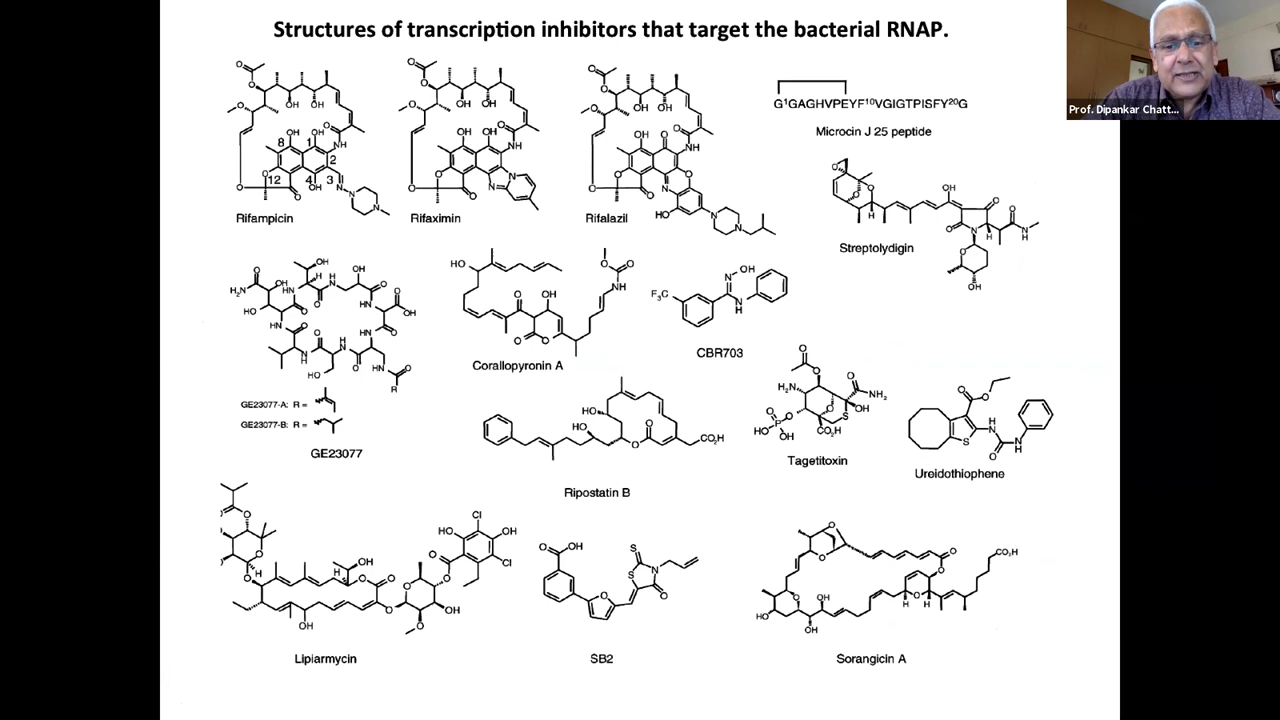 Structures of transcription inhibitors that target the bacterial RNAP.
Prof. Dipankar Chatt...
Rifampicin
Rifaximin
Rifalazil
G¹GAGHVPEYF¹⁰VGIGTPISFY²⁰G
Microcin J 25 peptide
Streptolydigin
GE23077-A: R =
GE23077-B: R =
GE23077
Corallopyronin A
CBR703
Ripostatin B
Tagetitoxin
Ureidothiophene
Lipiarmycin
SB2
Sorangicin A